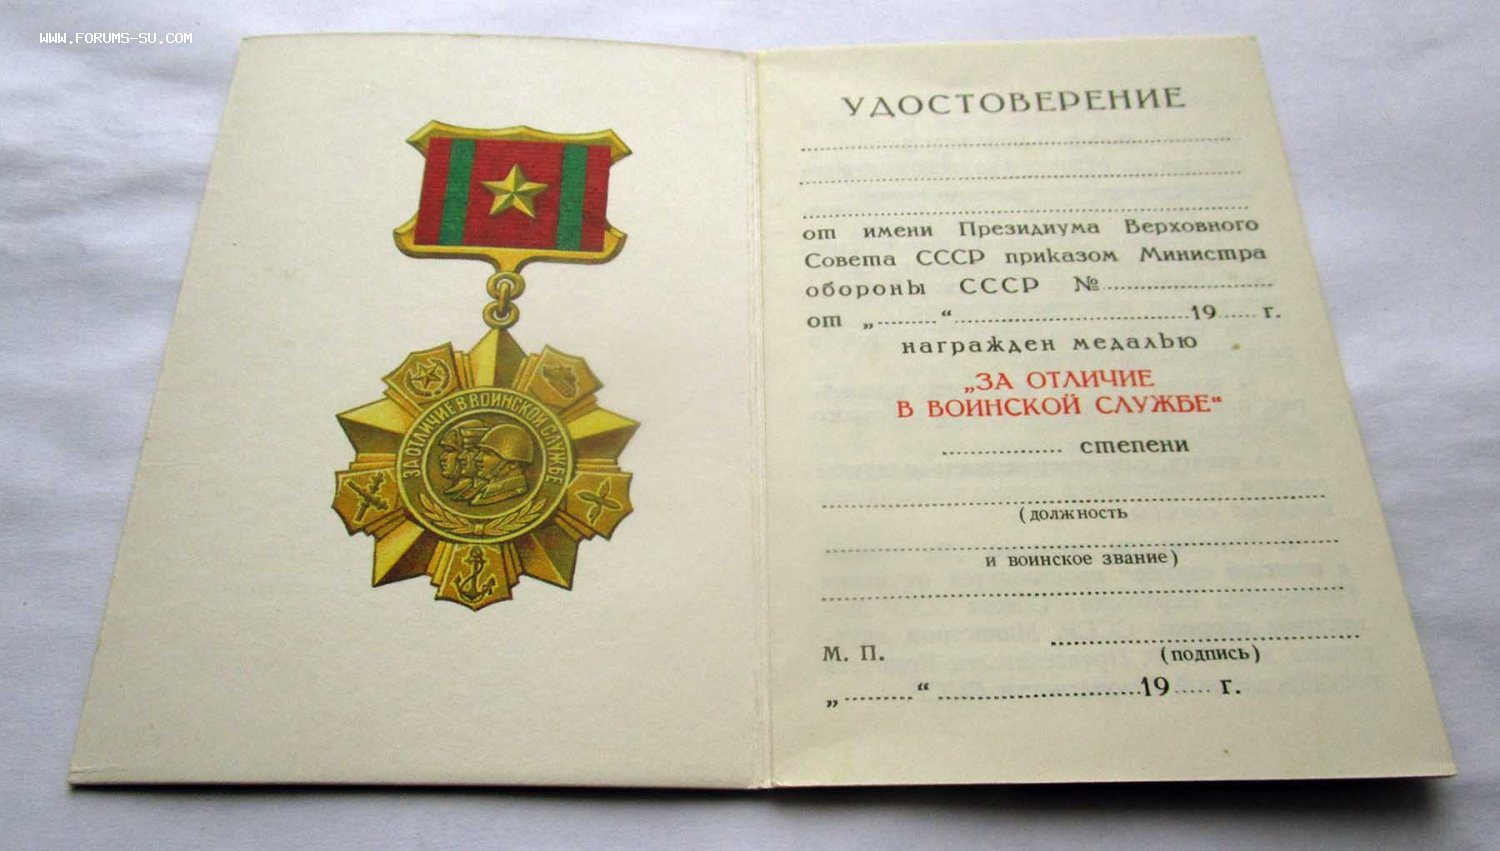 WWW.FORUMS-SU.COM
ЗА ОТЛИЧИЕ В ВОИНСКОЙ СЛУЖБЕ
УДОСТОВЕРЕНИЕ
от имени Президиума Верховного
Совета СССР приказом Министра
обороны СССР №
от „ “ 19 г.
награжден медалью
„ЗА ОТЛИЧИЕ
В ВОИНСКОЙ СЛУЖБЕ“
степени
(должность
и воинское звание)
М. П.
(подпись)
„ “ 19 г.